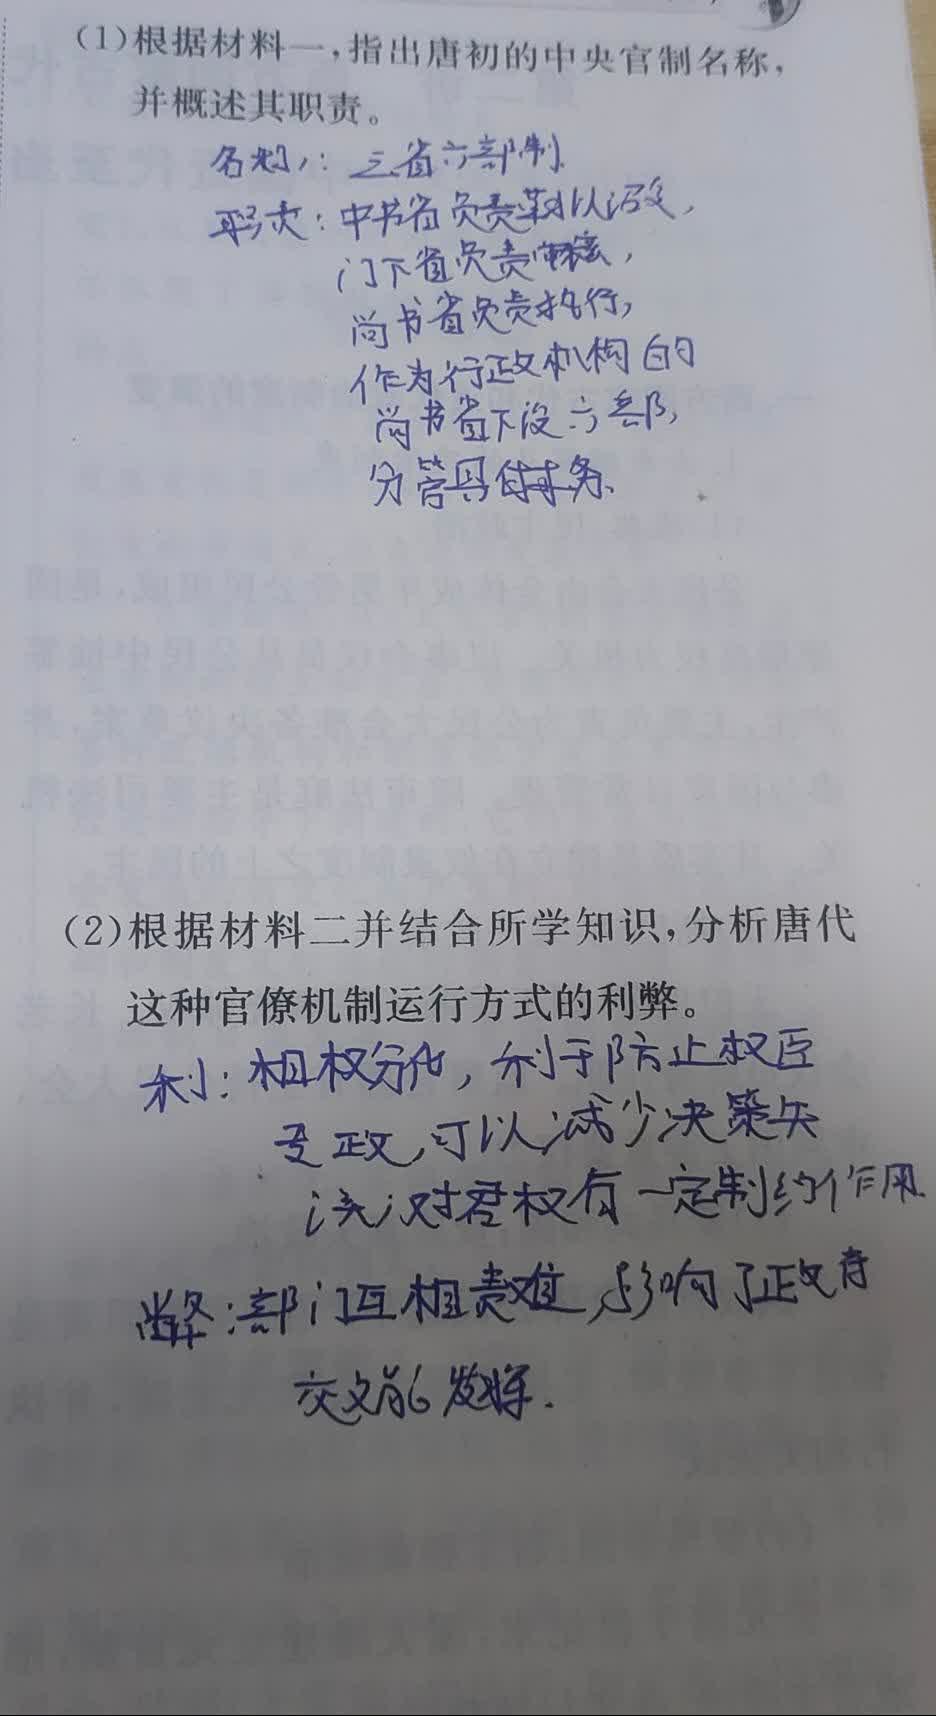 (1)根据材料一,指出唐初的中央官制名称,
并概述其职责。
名称:三省六部制.
职责:中书省负责草拟政,
门下省负责审核,
尚书省负责执行,
作为行政机构的
尚书省下设六部,
分管具体事务.
(2)根据材料二并结合所学知识,分析唐代
这种官僚机制运行方式的利弊。
利:相权分化,利于防止权臣
专政,可以减少决策失
误,对君权有一定制约作用.
弊:部门互相责难,影响了政府
效能发挥.